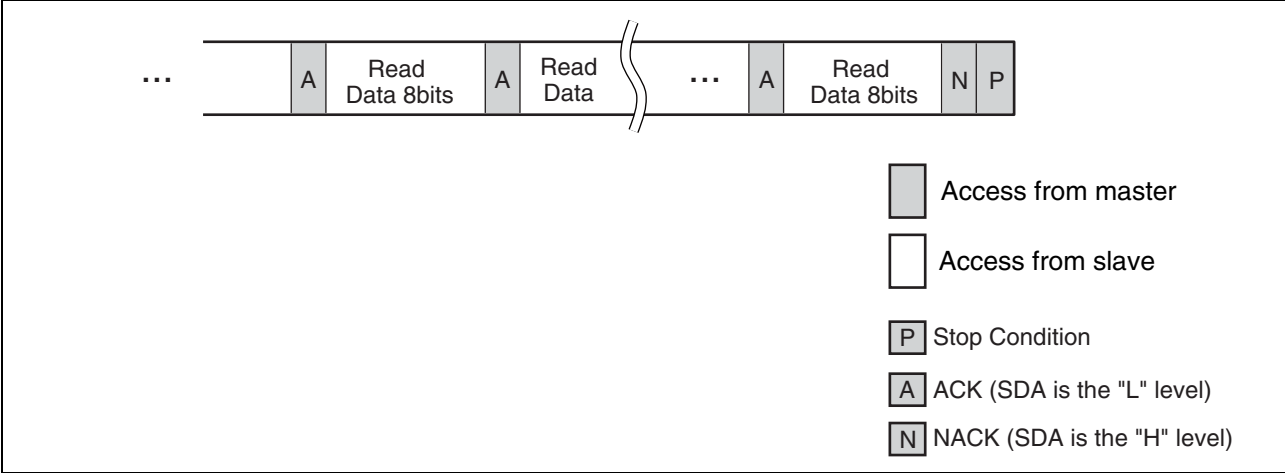 ... A Read A Read ... A Read N P
Data 8bits Data Data 8bits
Access from master
Access from slave
P Stop Condition
A ACK (SDA is the "L" level)
N NACK (SDA is the "H" level)